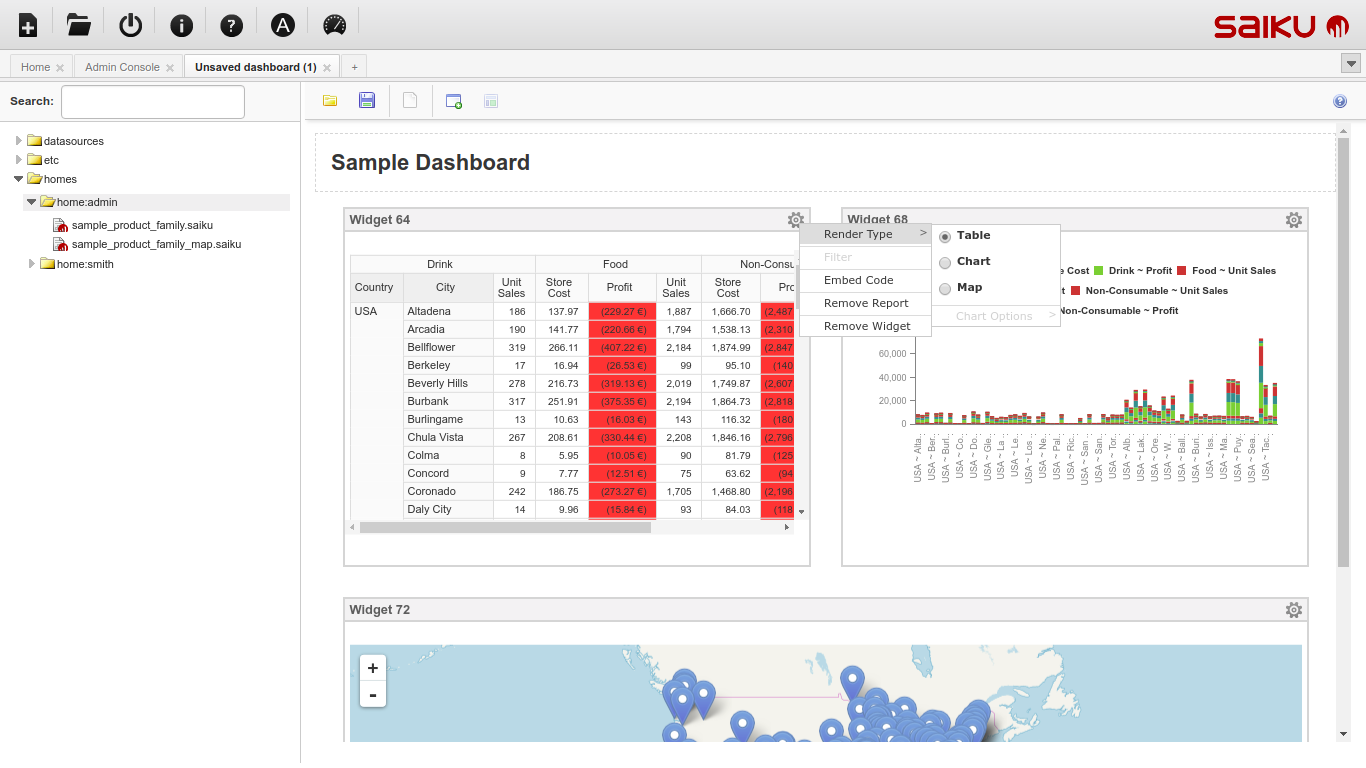 A
saiku
Home
Admin Console
Unsaved dashboard (1)
+
Search:
datasources
etc
homes
home:admin
sample_product_family.saiku
sample_product_family_map.saiku
home:smith
?
Sample Dashboard
Widget 64
Drink Food Non-Consu
Country City Unit Sales Store Cost Profit Unit Sales Store Cost Prc
USA Altadena 186 137.97 (229.27 €) 1,887 1,666.70 (2,487
Arcadia 190 141.77 (220.66 €) 1,794 1,538.13 (2,310
Bellflower 319 266.11 (407.22 €) 2,184 1,874.99 (2,847
Berkeley 17 16.94 (26.53 €) 99 95.10 (140
Beverly Hills 278 216.73 (319.13 €) 2,019 1,749.87 (2,607
Burbank 317 251.91 (375.35 €) 2,194 1,864.73 (2,818
Burlingame 13 10.63 (16.03 €) 143 116.32 (180
Chula Vista 267 208.61 (330.44 €) 2,208 1,846.16 (2,796
Colma 8 5.95 (10.05 €) 90 81.79 (125
Concord 9 7.77 (12.51 €) 75 63.62 (94
Coronado 242 186.75 (273.27 €) 1,705 1,468.80 (2,196
Daly City 14 9.96 (15.84 €) 93 84.03 (118
Render Type >
Filter
Embed Code
Remove Report
Remove Widget
Table
Chart
Map
Chart Options >
Widget 68
e Cost Drink ~ Profit Food ~ Unit Sales
t Non-Consumable ~ Unit Sales
Non-Consumable ~ Profit
60,000
40,000
20,000
0
USA ~ Alta..
USA ~ Ber..
USA ~ Burl..
USA ~ Co..
USA ~ Do..
USA ~ Gle..
USA ~ La ..
USA ~ Le..
USA ~ Los ..
USA ~ Ne..
USA ~ Pal..
USA ~ Ric..
USA ~ San ..
USA ~ San..
USA ~ Tor..
USA ~ Alb..
USA ~ Lak..
USA ~ Ore..
USA ~ W. ..
USA ~ Ball..
USA ~ Bur..
USA ~ Iss..
USA ~ Ma..
USA ~ Puy..
USA ~ Sea..
USA ~ Tac..
Widget 72
+
-